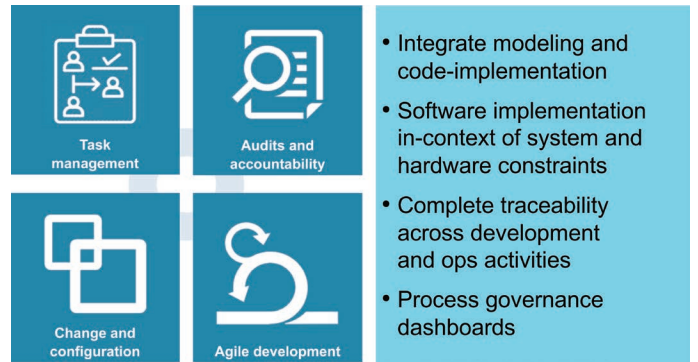 Task
management
Audits and
accountability
Change and
configuration
Agile development
• Integrate modeling and
code-implementation
• Software implementation
in-context of system and
hardware constraints
• Complete traceability
across development
and ops activities
• Process governance
dashboards